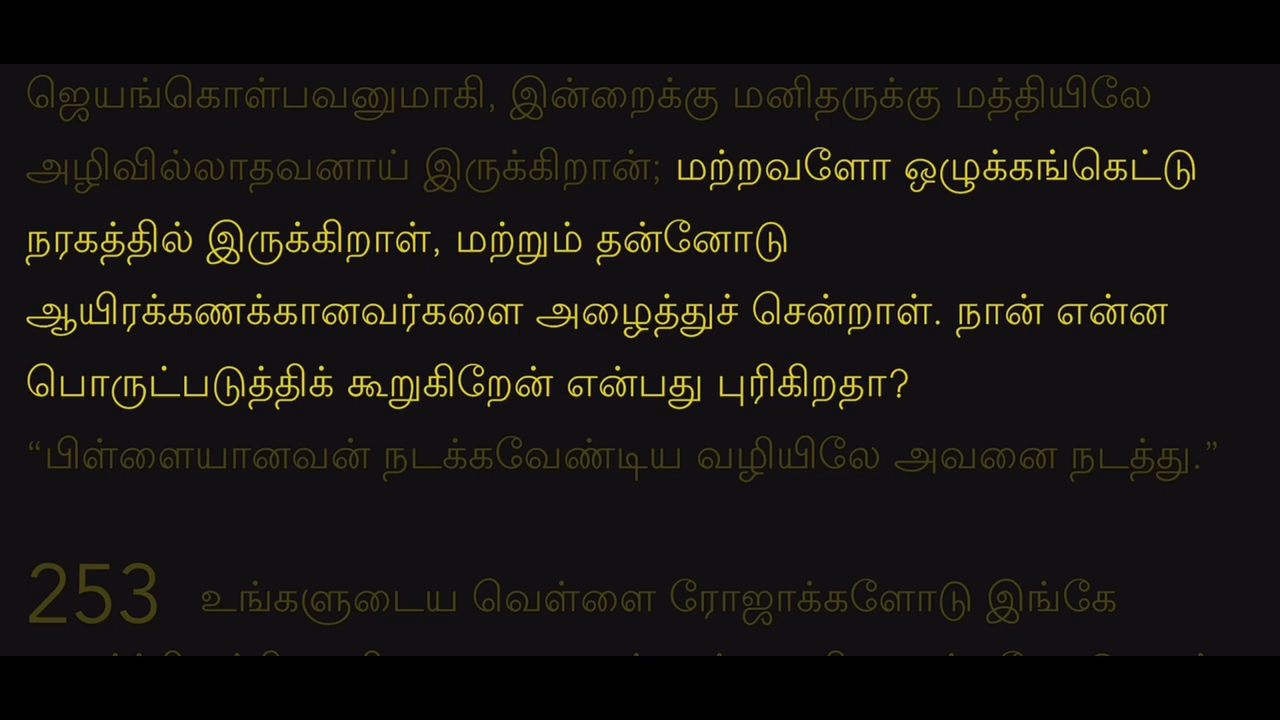 ஜெயங்கொள்பவனுமாகி, இன்றைக்கு மனிதருக்கு மத்தியிலே
அழிவில்லாதவனாய் இருக்கிறான்; மற்றவளோ ஒழுக்கங்கெட்டு
நரகத்தில் இருக்கிறாள், மற்றும் தன்னோடு
ஆயிரக்கணக்கானவர்களை அழைத்துச் சென்றாள். நான் என்ன
பொருட்படுத்திக் கூறுகிறேன் என்பது புரிகிறதா?
“பிள்ளையானவன் நடக்கவேண்டிய வழியிலே அவனை நடத்து.”
253 உங்களுடைய வெள்ளை ரோஜாக்களோடு இங்கே